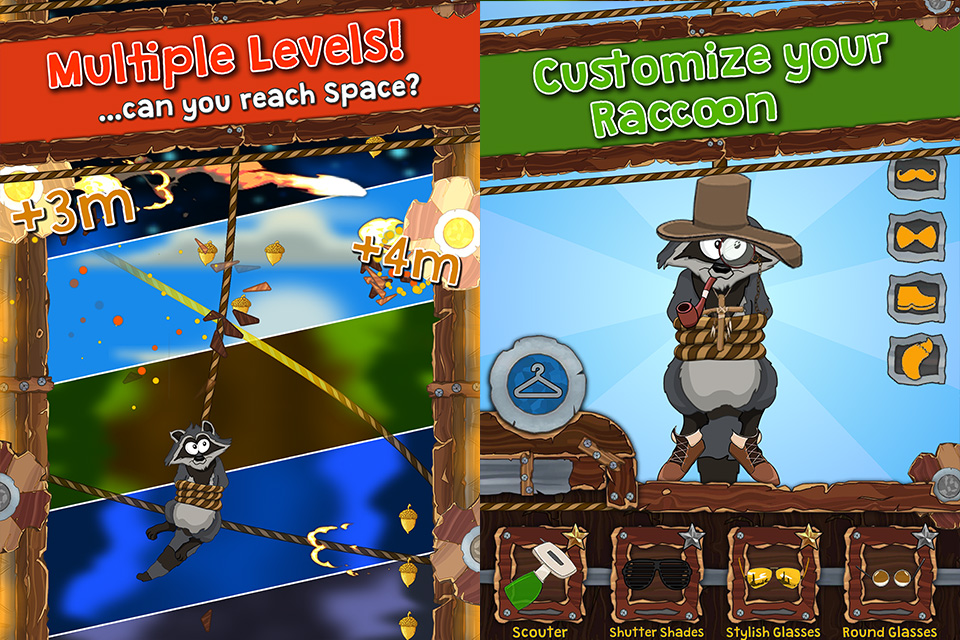 Multiple Levels!
...can you reach Space?
+3m
+4m
Customize your
Raccoon
Scouter
Shutter Shades
Stylish Glasses
Round Glasses